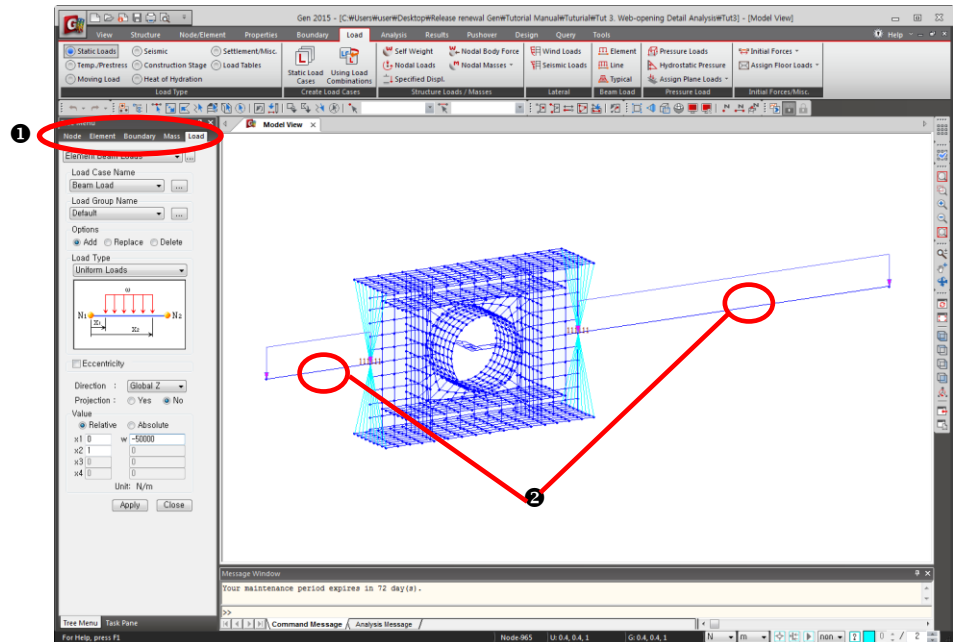 Gen 2015 - [C:₩Users₩user₩Desktop₩Release renewal Gen₩Tutorial Manual₩Tuturial₩Tut 3. Web-opening Detail Analysis₩Tut3] - [Model View]
View Structure Node/Element Properties Boundary Load Analysis Results Pushover Design Query Tools Help
Static Loads Seismic Settlement/Misc. Self Weight Nodal Body Force Wind Loads Element Pressure Loads Initial Forces
Temp./Prestress Construction Stage Load Tables Static Load Cases Using Load Combinations Nodal Loads Nodal Masses Seismic Loads Line Hydrostatic Pressure Assign Floor Loads
Moving Load Heat of Hydration Specified Displ. Typical Assign Plane Loads
Load Type Create Load Cases Structure Loads / Masses Lateral Beam Load Pressure Load Initial Forces/Misc.
Model View
❶
Node Element Boundary Mass Load
Element Beam Loads
Load Case Name
Beam Load
Load Group Name
Default
Options
Add Replace Delete
Load Type
Uniform Loads
ω
N1 N2
X1
X2
Eccentricity
Direction : Global Z
Projection : Yes No
Value
Relative Absolute
x1 0 w -50000
x2 1 0
x3 0 0
x4 0 0
Unit: N/m
Apply Close
❷
Message Window
Your maintenance period expires in 72 day(s).
>>
Command Message Analysis Message
Tree Menu Task Pane
For Help, press F1 Node-965 U: 0.4, 0.4, 1 G: 0.4, 0.4, 1 N m non 0 / 2